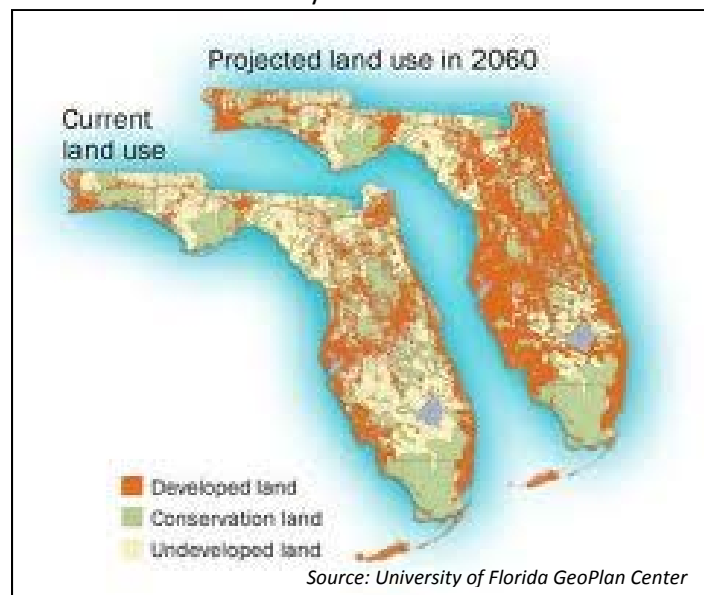 Projected land use in 2060
Current
land use
Developed land
Conservation land
Undeveloped land
Source: University of Florida GeoPlan Center